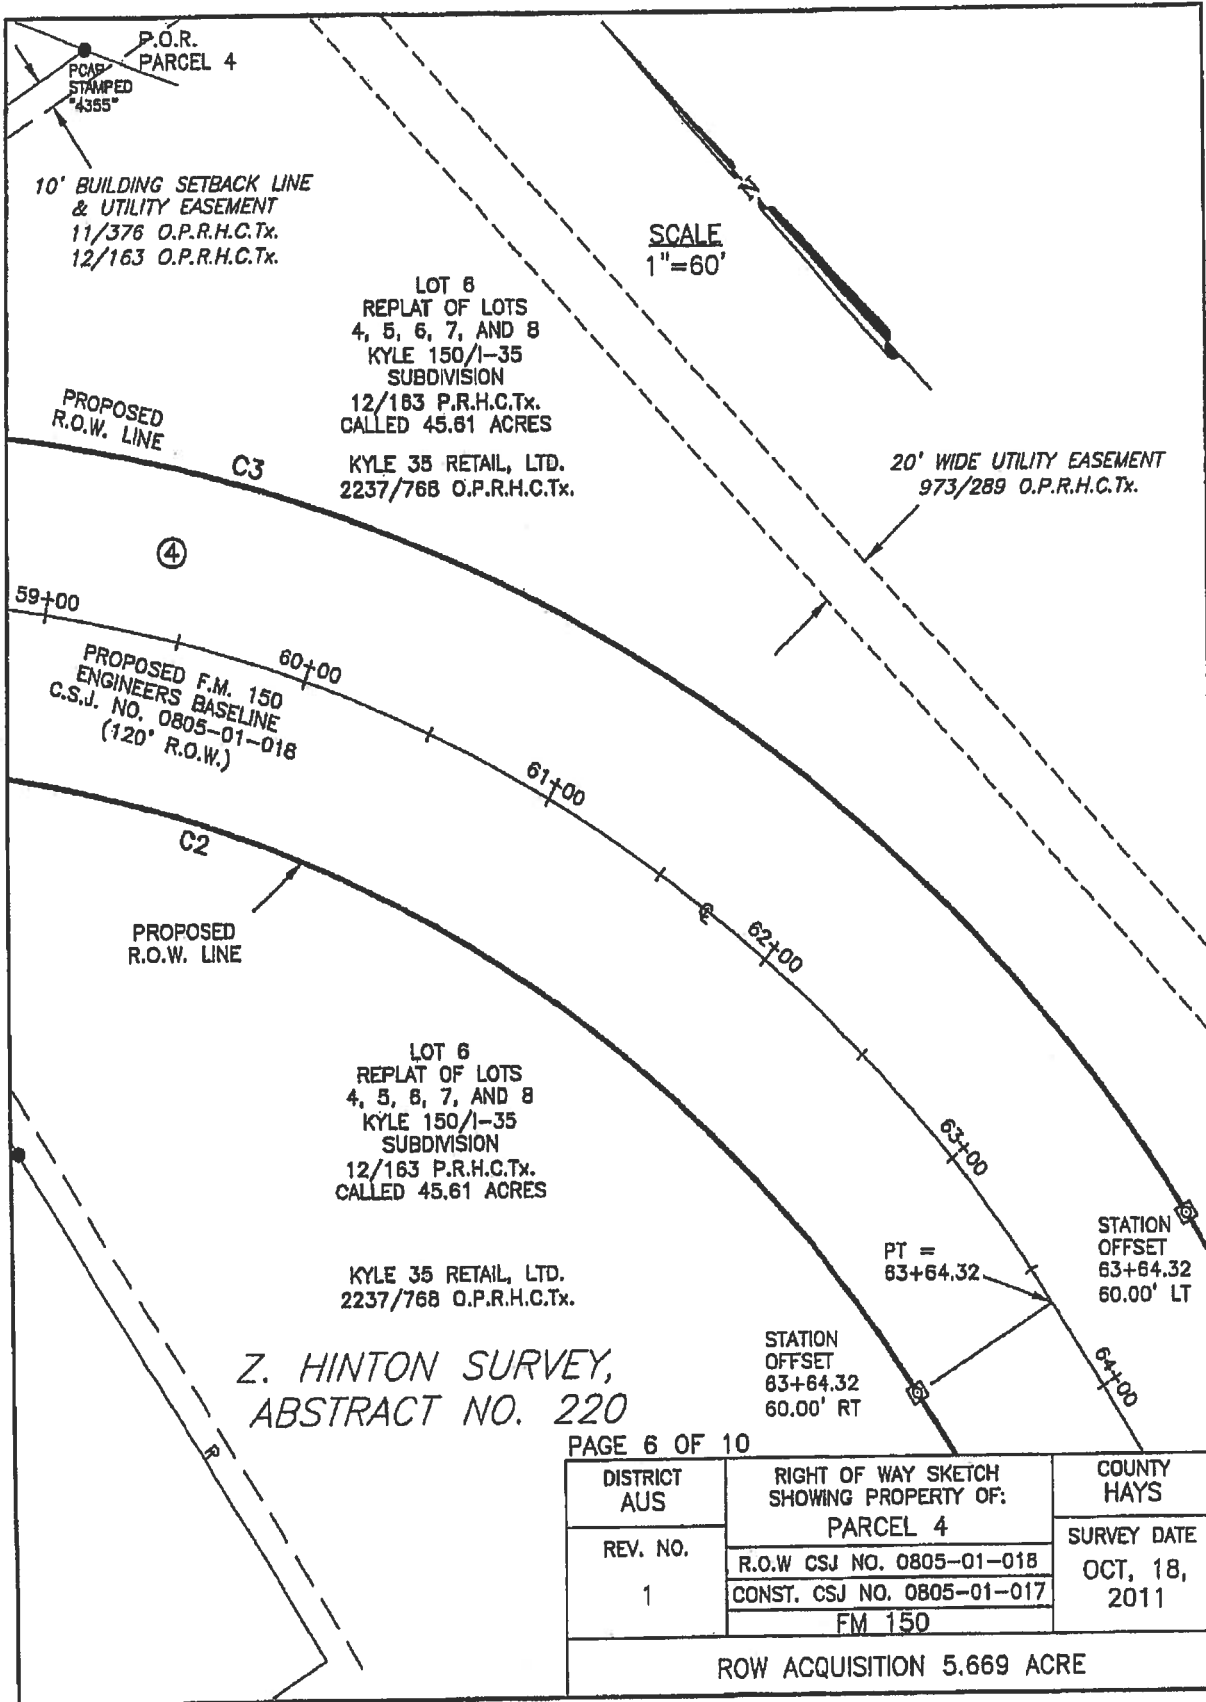 P.O.R.
PARCEL 4
PCAP
STAMPED
"4355"
10' BUILDING SETBACK LINE
& UTILITY EASEMENT
11/376 O.P.R.H.C.Tx.
12/163 O.P.R.H.C.Tx.
N
SCALE
1"=60'
LOT 6
REPLAT OF LOTS
4, 5, 6, 7, AND 8
KYLE 150/I-35
SUBDIVISION
12/163 P.R.H.C.Tx.
CALLED 45.61 ACRES
KYLE 35 RETAIL, LTD.
2237/768 O.P.R.H.C.Tx.
PROPOSED
R.O.W. LINE
C3
20' WIDE UTILITY EASEMENT
973/289 O.P.R.H.C.Tx.
4
59+00
60+00
PROPOSED F.M. 150
ENGINEERS BASELINE
C.S.J. NO. 0805-01-018
(120' R.O.W.)
61+00
C2
PROPOSED
R.O.W. LINE
62+00
LOT 6
REPLAT OF LOTS
4, 5, 6, 7, AND 8
KYLE 150/I-35
SUBDIVISION
12/163 P.R.H.C.Tx.
CALLED 45.61 ACRES
63+00
KYLE 35 RETAIL, LTD.
2237/768 O.P.R.H.C.Tx.
PT =
63+64.32
STATION
OFFSET
63+64.32
60.00' LT
STATION
OFFSET
63+64.32
60.00' RT
64+00
Z. HINTON SURVEY,
ABSTRACT NO. 220
PAGE 6 OF 10
DISTRICT
AUS
REV. NO.
1
RIGHT OF WAY SKETCH
SHOWING PROPERTY OF:
PARCEL 4
R.O.W CSJ NO. 0805-01-018
CONST. CSJ NO. 0805-01-017
FM 150
COUNTY
HAYS
SURVEY DATE
OCT, 18,
2011
ROW ACQUISITION 5.669 ACRE